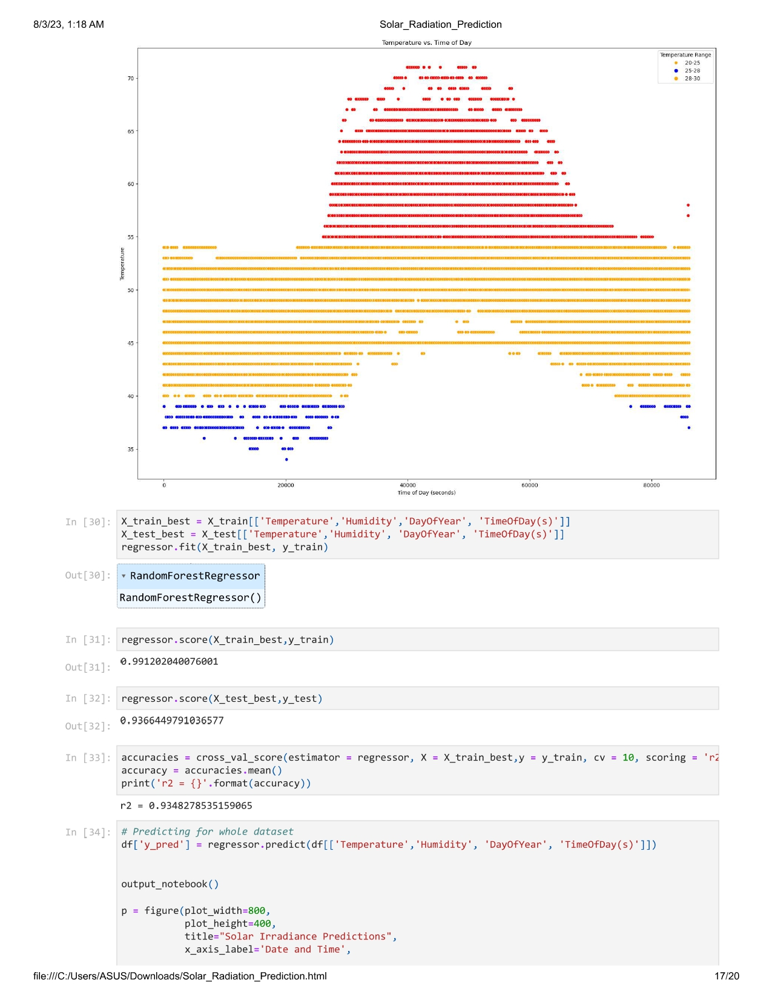 8/3/23, 1:18 AM
Solar_Radiation_Prediction
Temperature vs. Time of Day
Temperature Range
20-25
25-28
28-30
70
65
60
55
50
45
40
35
Temperature
0
20000
40000
60000
80000
Time of Day (seconds)
In [30]:
X_train_best = X_train[['Temperature','Humidity','DayOfYear', 'TimeOfDay(s)']]
X_test_best = X_test[['Temperature','Humidity', 'DayOfYear', 'TimeOfDay(s)']]
regressor.fit(X_train_best, y_train)
Out[30]:
▾ RandomForestRegressor
RandomForestRegressor()
In [31]:
regressor.score(X_train_best,y_train)
0.991202040076001
Out[31]:
In [32]:
regressor.score(X_test_best,y_test)
0.9366449791036577
Out[32]:
In [33]:
accuracies = cross_val_score(estimator = regressor, X = X_train_best,y = y_train, cv = 10, scoring = 'r2
accuracy = accuracies.mean()
print('r2 = {}'.format(accuracy))
r2 = 0.9348278535159065
In [34]:
# Predicting for whole dataset
df['y_pred'] = regressor.predict(df[['Temperature','Humidity', 'DayOfYear', 'TimeOfDay(s)']])
output_notebook()
p = figure(plot_width=800,
plot_height=400,
title="Solar Irradiance Predictions",
x_axis_label='Date and Time',
file:///C:/Users/ASUS/Downloads/Solar_Radiation_Prediction.html
17/20